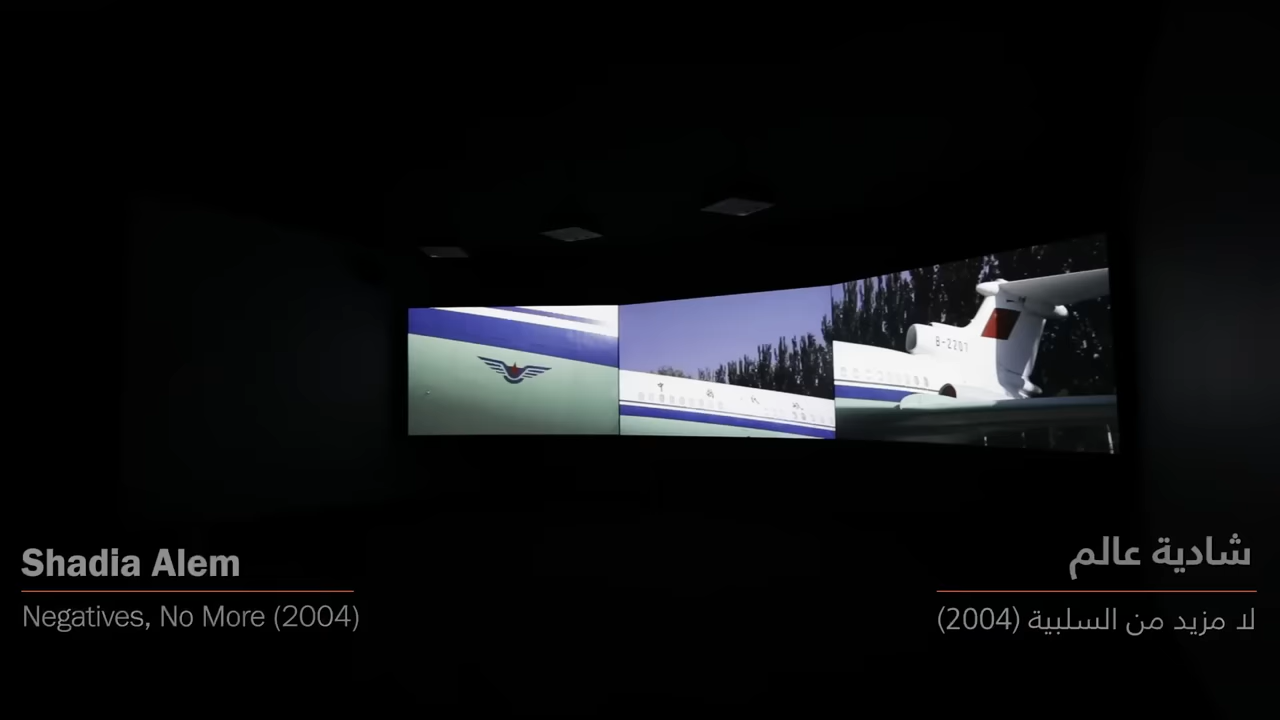 B-2207
Shadia Alem
Negatives, No More (2004)
شادية عالم
لا مزيد من السلبية (2004)